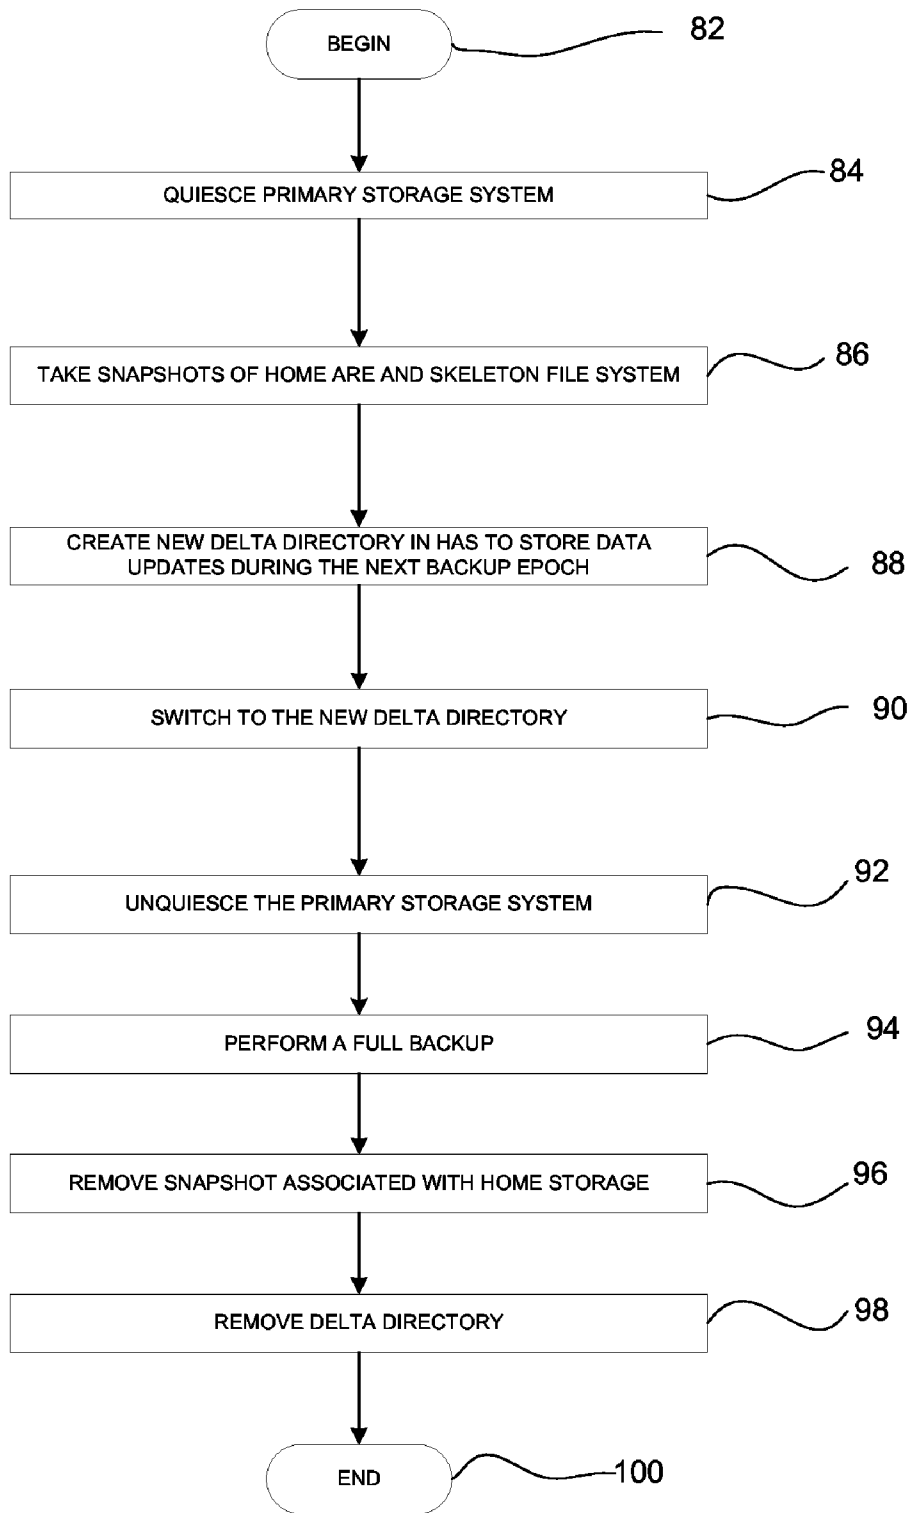 BEGIN
82
QUIESCE PRIMARY STORAGE SYSTEM
84
TAKE SNAPSHOTS OF HOME ARE AND SKELETON FILE SYSTEM
86
CREATE NEW DELTA DIRECTORY IN HAS TO STORE DATA
UPDATES DURING THE NEXT BACKUP EPOCH
88
SWITCH TO THE NEW DELTA DIRECTORY
90
UNQUIESCE THE PRIMARY STORAGE SYSTEM
92
PERFORM A FULL BACKUP
94
REMOVE SNAPSHOT ASSOCIATED WITH HOME STORAGE
96
REMOVE DELTA DIRECTORY
98
END
100